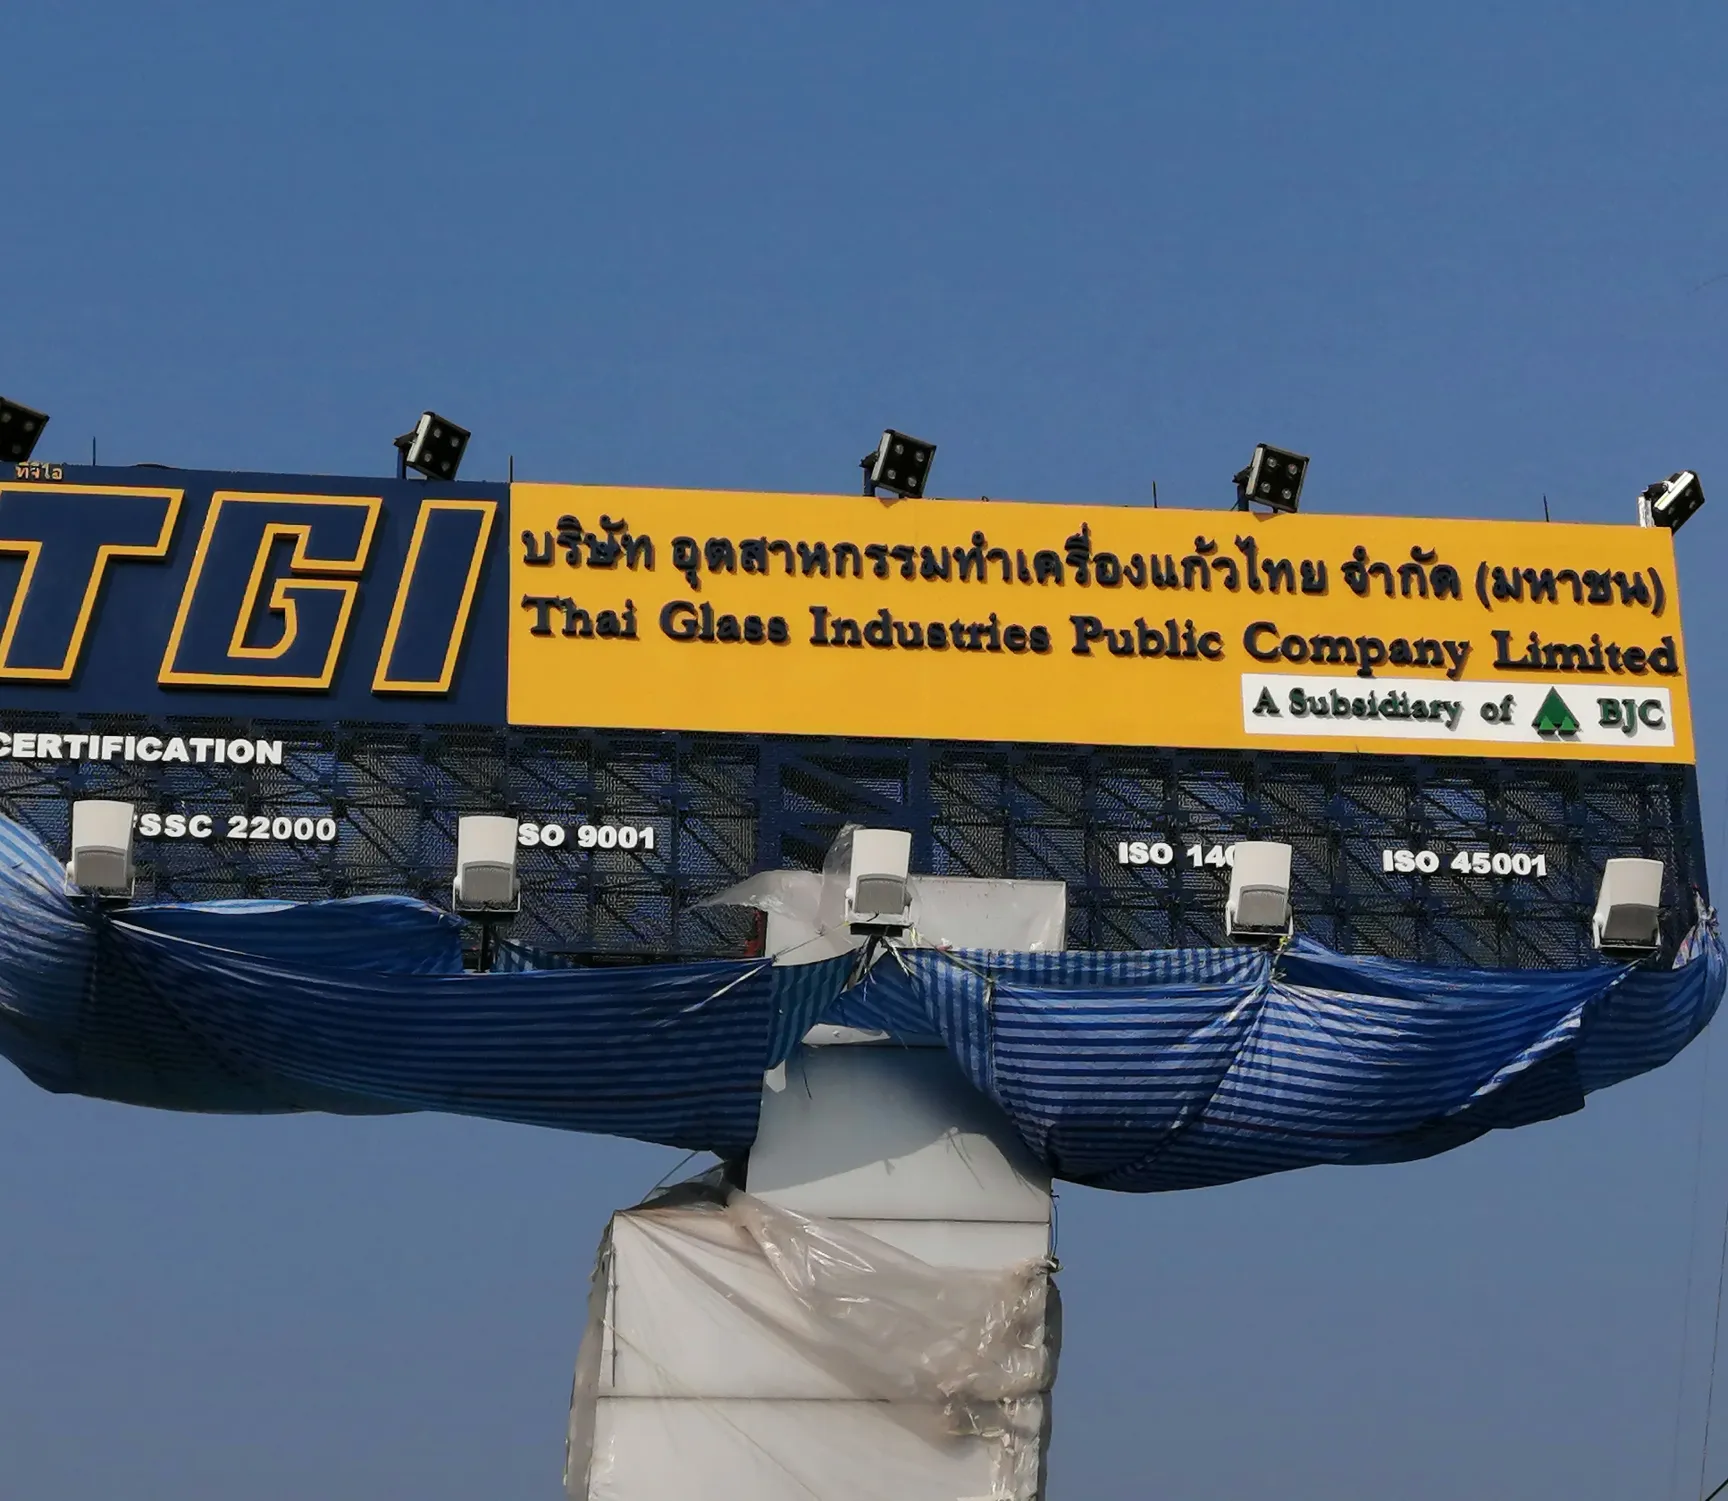 ทีจีไอ
TGI
บริษัท อุตสาหกรรมทำเครื่องแก้วไทย จำกัด (มหาชน)
Thai Glass Industries Public Company Limited
A Subsidiary of BJC
CERTIFICATION
SSC 22000 SO 9001 ISO 140 ISO 45001